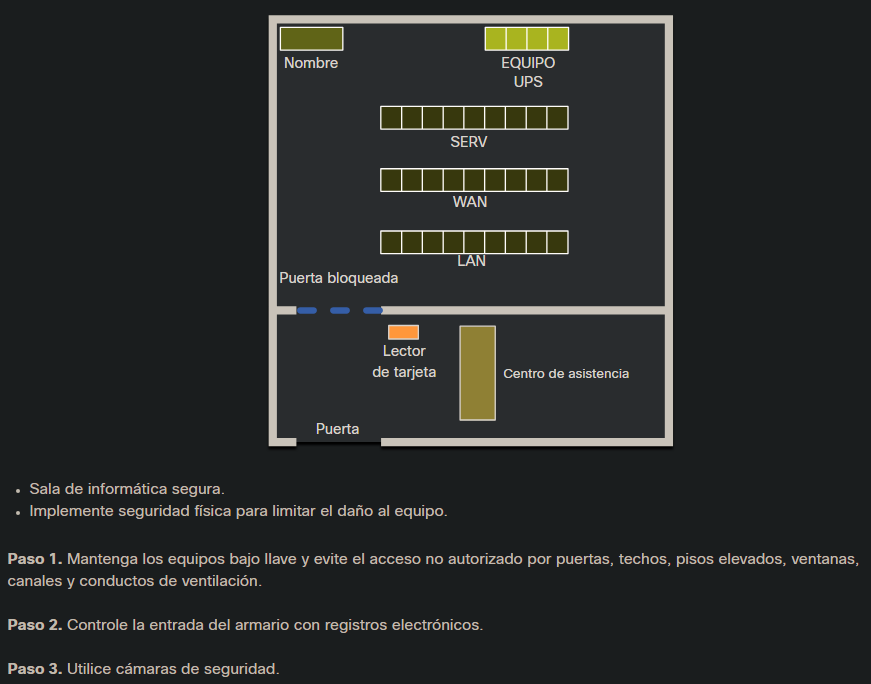 Nombre
EQUIPO
UPS
SERV
WAN
LAN
Puerta bloqueada
Lector
de tarjeta
Centro de asistencia
Puerta
• Sala de informática segura.
• Implemente seguridad física para limitar el daño al equipo.
Paso 1. Mantenga los equipos bajo llave y evite el acceso no autorizado por puertas, techos, pisos elevados, ventanas,
canales y conductos de ventilación.
Paso 2. Controle la entrada del armario con registros electrónicos.
Paso 3. Utilice cámaras de seguridad.